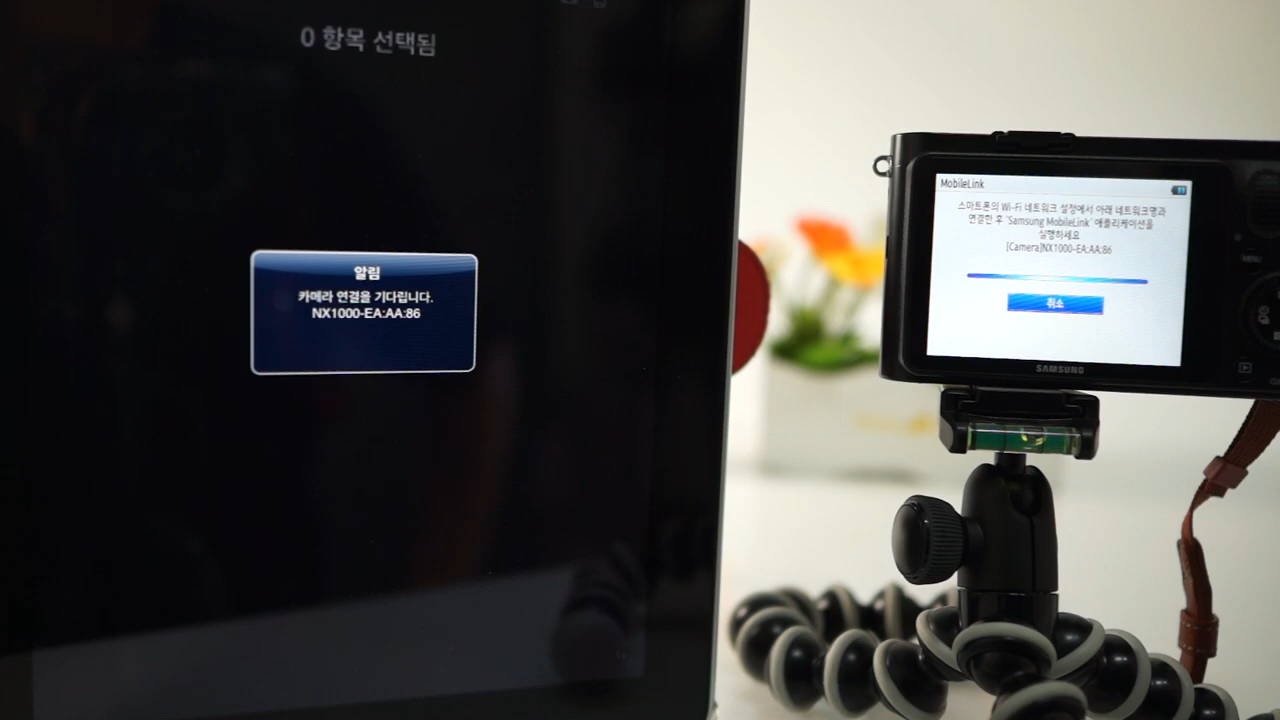 0 항목 선택됨
알림
카메라 연결을 기다립니다.
NX1000-EA:AA:86
MobileLink
스마트폰의 Wi-Fi 네트워크 설정에서 아래 네트워크명과
연결한 후 'Samsung MobileLink' 애플리케이션을
실행하세요
[Camera]NX1000-EA:AA:86
취소
SAMSUNG
MENU